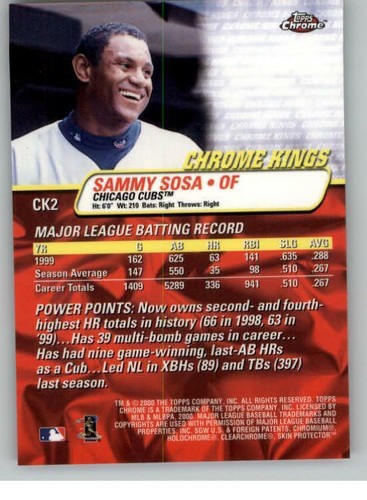 TOPPS
Chrome
CHROME KINGS
SAMMY SOSA • OF
CHICAGO CUBS™
CK2
Ht: 6'0" Wt: 210 Bats: Right Throws: Right
MAJOR LEAGUE BATTING RECORD
YR G AB HR RBI SLG AVG
1999 162 625 63 141 .635 .288
Season Average 147 550 35 98 .510 .267
Career Totals 1409 5289 336 941 .510 .267
POWER POINTS: Now owns second- and fourth-
highest HR totals in history (66 in 1998, 63 in
'99)...Has 39 multi-bomb games in career...
Has had nine game-winning, last-AB HRs
as a Cub...Led NL in XBHs (89) and TBs (397)
last season.
TM & © 2000 THE TOPPS COMPANY, INC. ALL RIGHTS RESERVED. TOPPS
CHROME IS A TRADEMARK OF THE TOPPS COMPANY, INC. LICENSED BY
MLB & MLBPA, 2000. MAJOR LEAGUE BASEBALL TRADEMARKS AND
COPYRIGHTS ARE USED WITH PERMISSION OF MAJOR LEAGUE BASEBALL
PROPERTIES, INC. SGW U.S. & FOREIGN PATENTS. CHROMIUM®,
HOLOCHROME®, CLEARCHROME®, SKIN PROTECTOR™